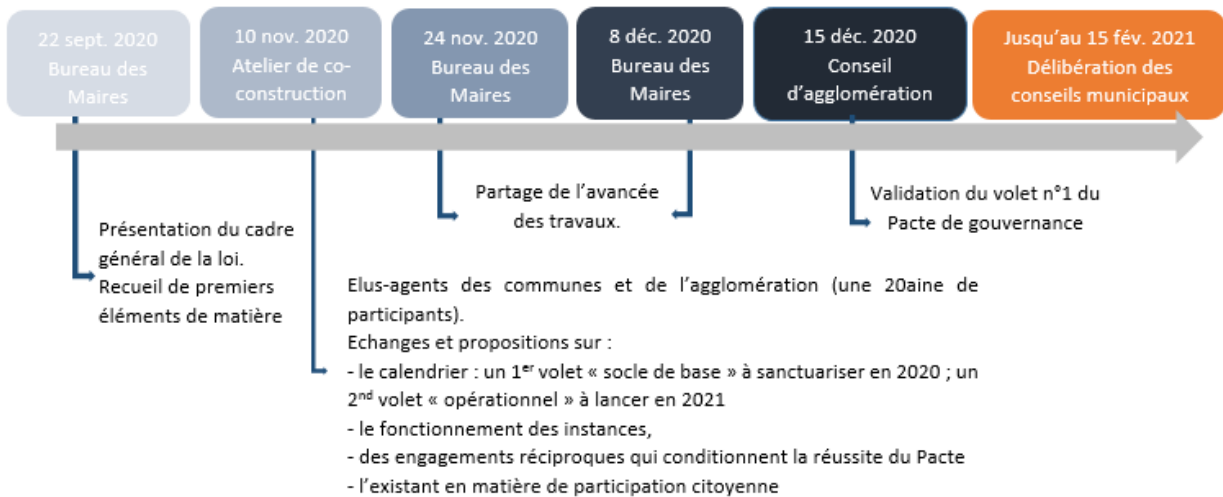 22 sept. 2020
Bureau des
Maires
10 nov. 2020
Atelier de co-
construction
24 nov. 2020
Bureau des
Maires
8 déc. 2020
Bureau des
Maires
15 déc. 2020
Conseil
d’agglomération
Jusqu’au 15 fév. 2021
Délibération des
conseils municipaux
Présentation du cadre
général de la loi.
Recueil de premiers
éléments de matière
Partage de l’avancée
des travaux.
Validation du volet n°1 du
Pacte de gouvernance
Elus-agents des communes et de l’agglomération (une 20aine de
participants).
Echanges et propositions sur :
- le calendrier : un 1er volet « socle de base » à sanctuariser en 2020 ; un
2nd volet « opérationnel » à lancer en 2021
- le fonctionnement des instances,
- des engagements réciproques qui conditionnent la réussite du Pacte
- l’existant en matière de participation citoyenne